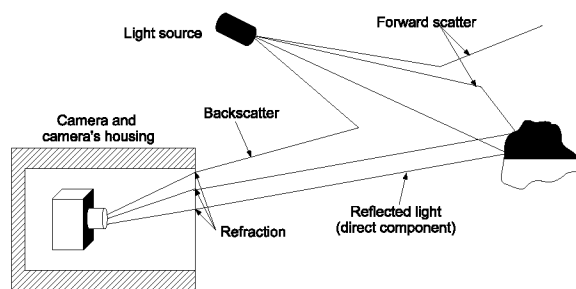 Forward scatter
Light source
Camera and
camera's housing
Backscatter
Reflected light
(direct component)
Refraction